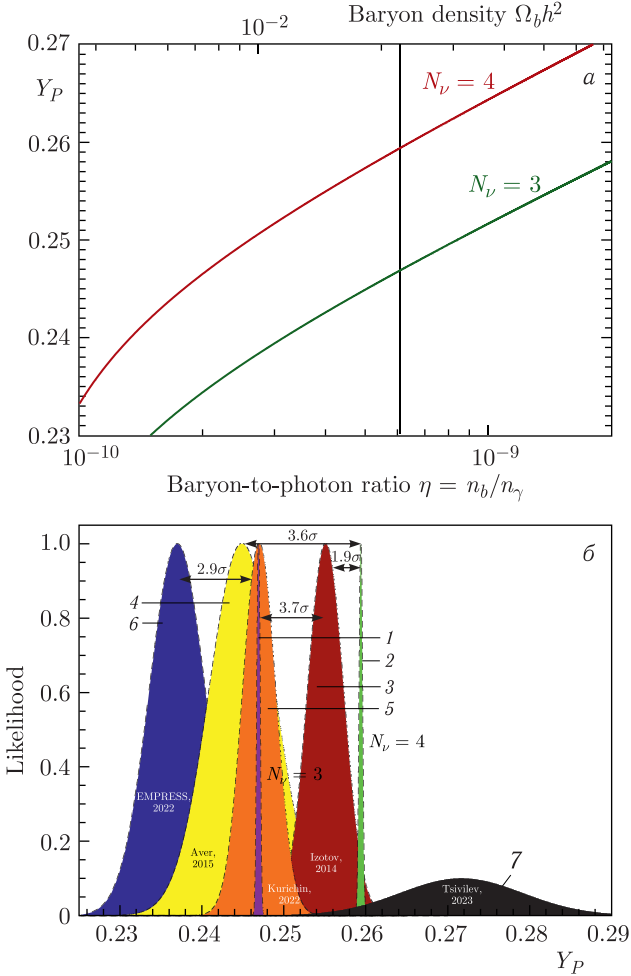 Baryon density Ω_b h²
10⁻²
0.27
Y_P
a
N_ν = 4
0.26
N_ν = 3
0.25
0.24
0.23
10⁻¹⁰
10⁻⁹
Baryon-to-photon ratio η = n_b/n_γ
3.6σ
б
1.0
1.9σ
2.9σ
4
3.7σ
6
1
0.8
2
3
0.6
5
Likelihood
N_ν = 4
0.4
N_ν = 3
EMPRESS,
2022
0.2
Aver,
2015
Izotov,
2014
7
Kurichin,
2022
Tsivilev,
2023
0
0.23
0.24
0.25
0.26
0.27
0.28
0.29
Y_P